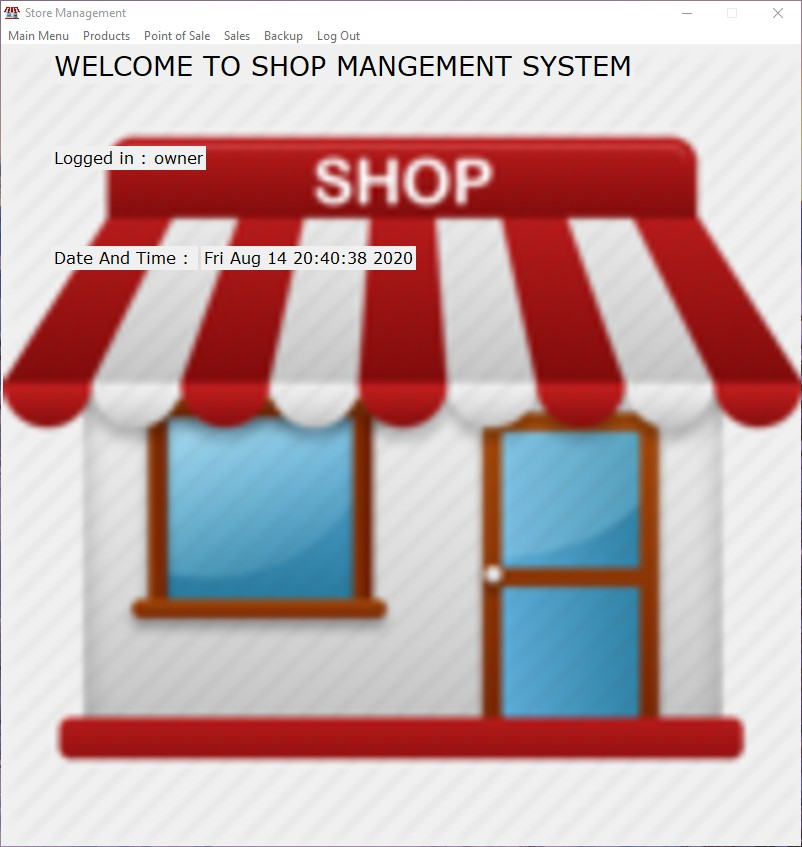 Store Management
Main Menu Products Point of Sale Sales Backup Log Out
WELCOME TO SHOP MANGEMENT SYSTEM
Logged in : owner
SHOP
Date And Time : Fri Aug 14 20:40:38 2020